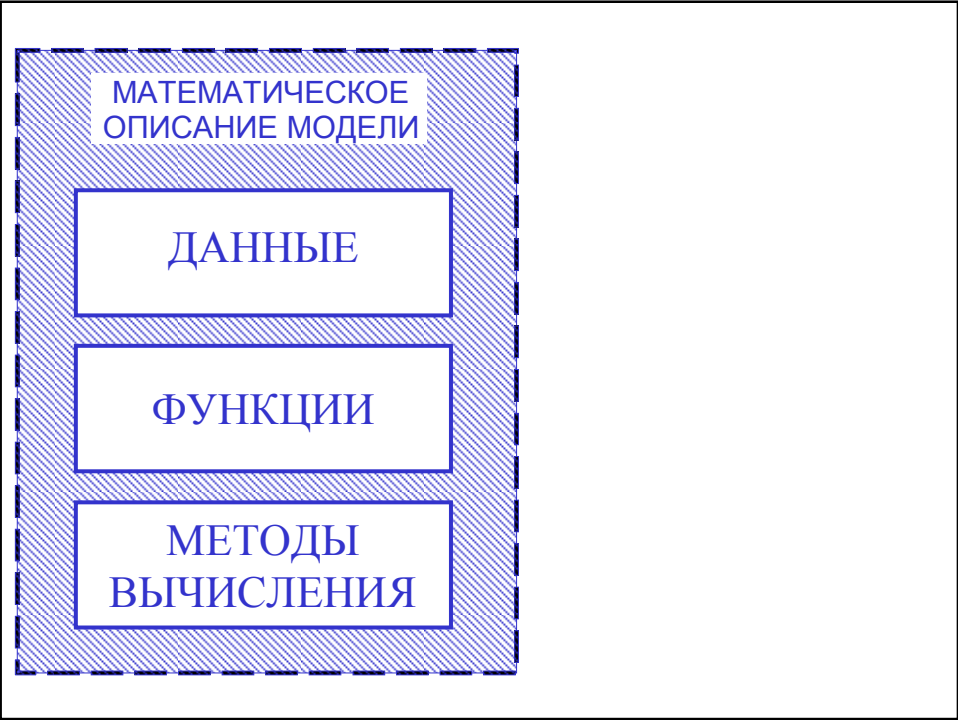 МАТЕМАТИЧЕСКОЕ
ОПИСАНИЕ МОДЕЛИ
ДАННЫЕ
ФУНКЦИИ
МЕТОДЫ
ВЫЧИСЛЕНИЯ